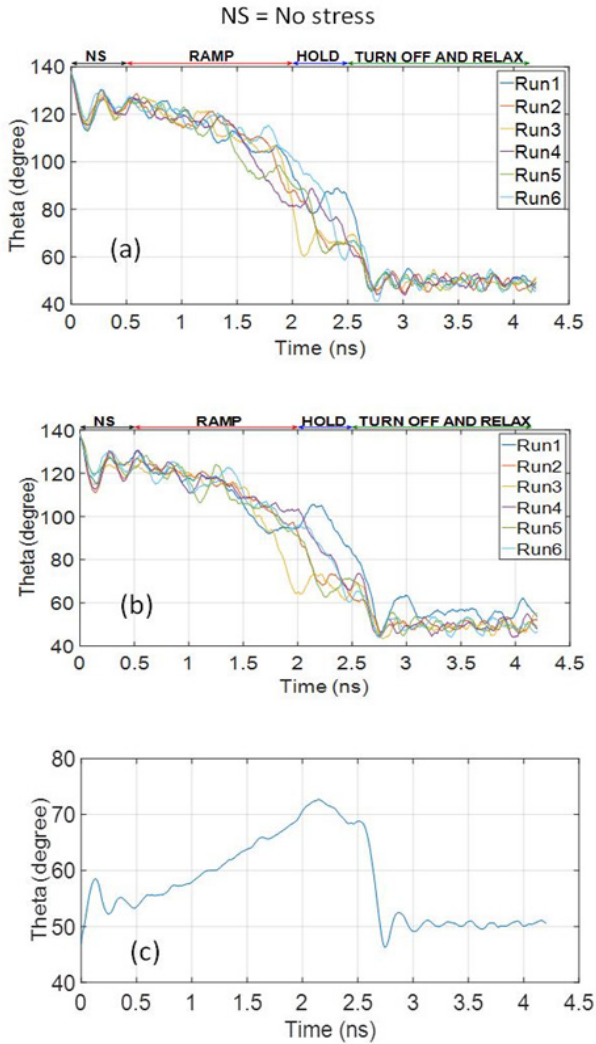 NS = No stress
NS RAMP HOLD TURN OFF AND RELAX
140
120
100
80
60
40
Theta (degree)
Run1
Run2
Run3
Run4
Run5
Run6
(a)
0 0.5 1 1.5 2 2.5 3 3.5 4 4.5
Time (ns)
NS RAMP HOLD TURN OFF AND RELAX
140
120
100
80
60
40
Theta (degree)
Run1
Run2
Run3
Run4
Run5
Run6
(b)
0 0.5 1 1.5 2 2.5 3 3.5 4 4.5
Time (ns)
80
70
60
50
40
Theta (degree)
(c)
0 0.5 1 1.5 2 2.5 3 3.5 4 4.5
Time (ns)